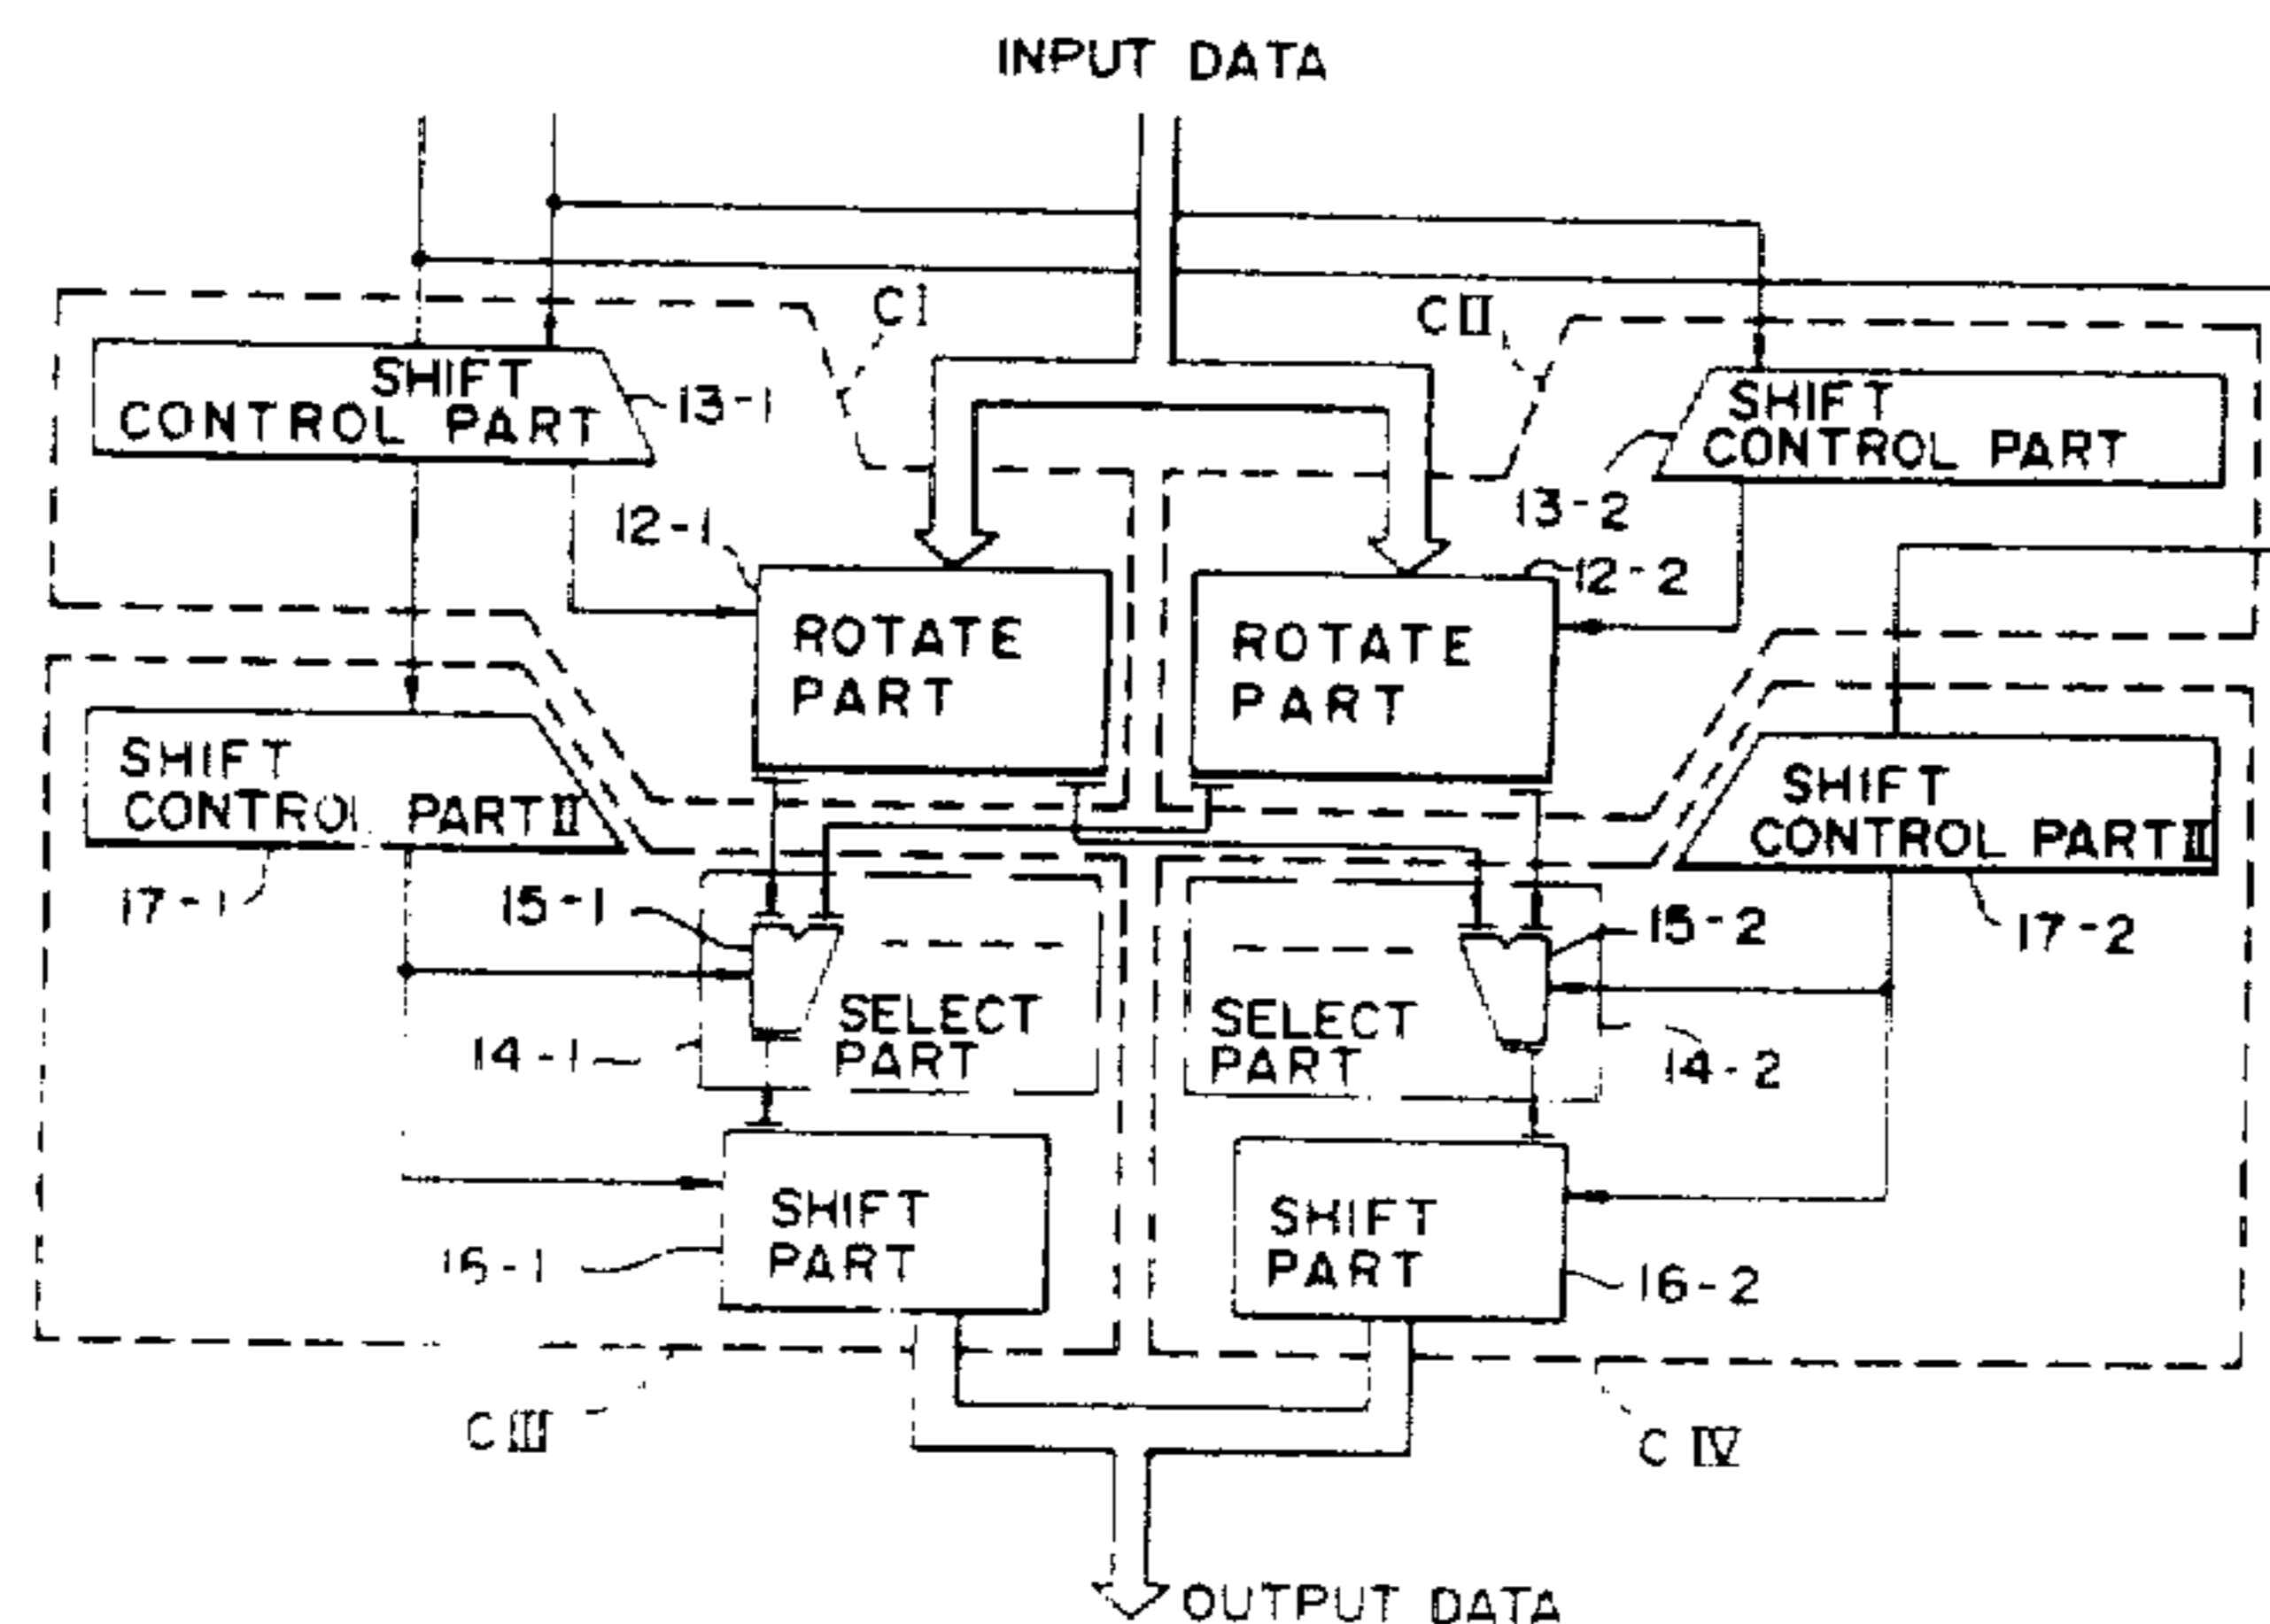 INPUT DATA
C I
C II
SHIFT
CONTROL PART
13-1
SHIFT
CONTROL PART
13-2
12-1
12-2
ROTATE
PART
ROTATE
PART
SHIFT
CONTROL PART II
SHIFT
CONTROL PART II
17-1
15-1
15-2
17-2
SELECT
PART
SELECT
PART
14-1
14-2
SHIFT
PART
SHIFT
PART
16-1
16-2
C III
C IV
OUTPUT DATA